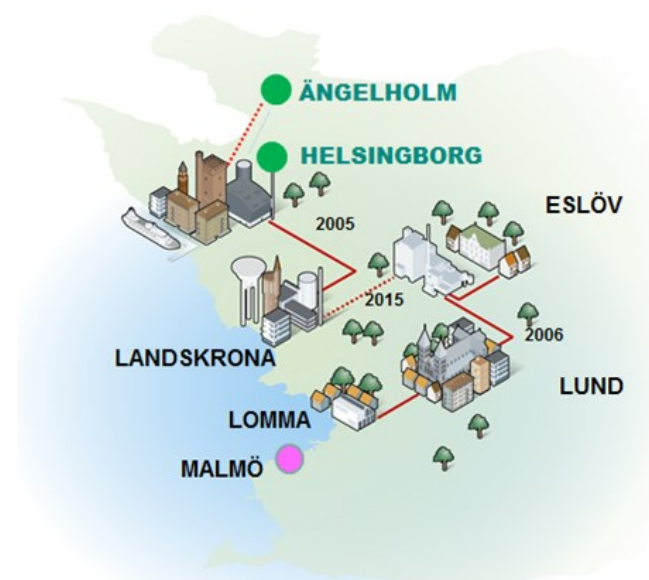 ÄNGELHOLM
HELSINGBORG
ESLÖV
2005
2015
2006
LANDSKRONA
LUND
LOMMA
MALMÖ